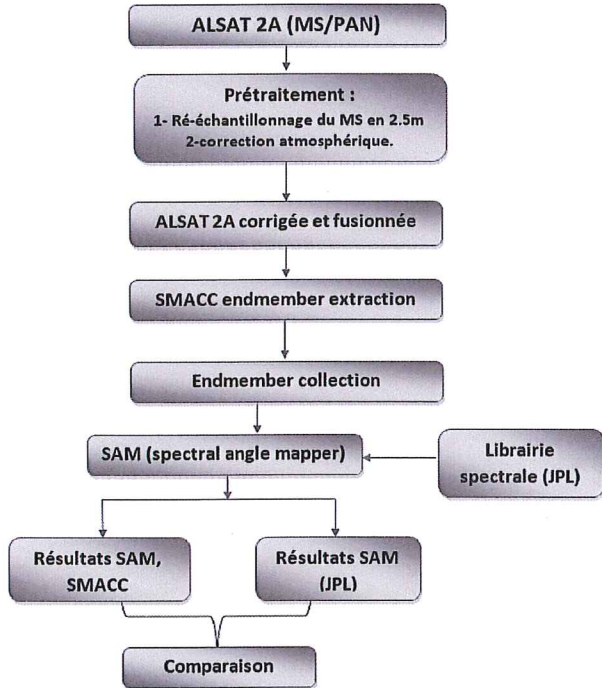 ALSAT 2A (MS/PAN)
Prétraitement :
1- Ré-échantillonnage du MS en 2.5m
2-correction atmosphérique.
ALSAT 2A corrigée et fusionnée
SMACC endmember extraction
Endmember collection
SAM (spectral angle mapper)
Librairie
spectrale (JPL)
Résultats SAM,
SMACC
Résultats SAM
(JPL)
Comparaison